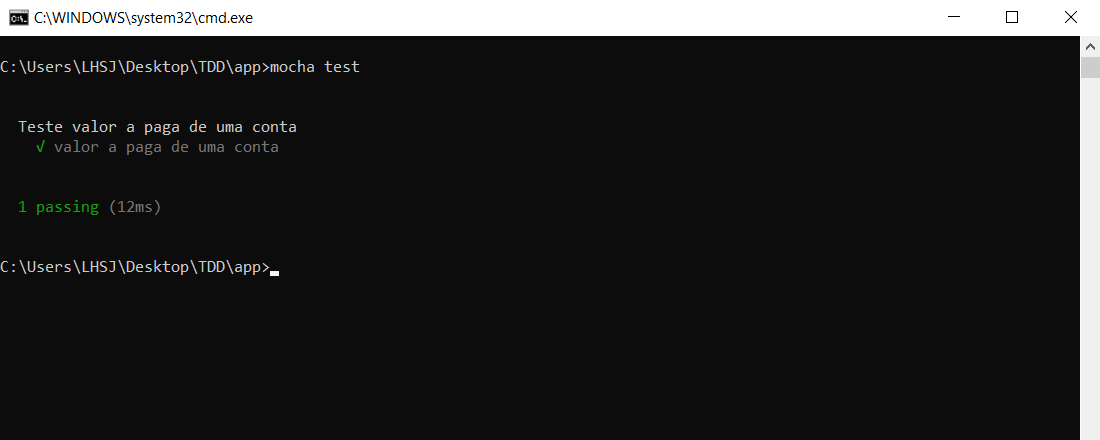 C:\WINDOWS\system32\cmd.exe
C:\Users\LHSJ\Desktop\TDD\app>mocha test
Teste valor a paga de uma conta
√ valor a paga de uma conta
1 passing (12ms)
C:\Users\LHSJ\Desktop\TDD\app>